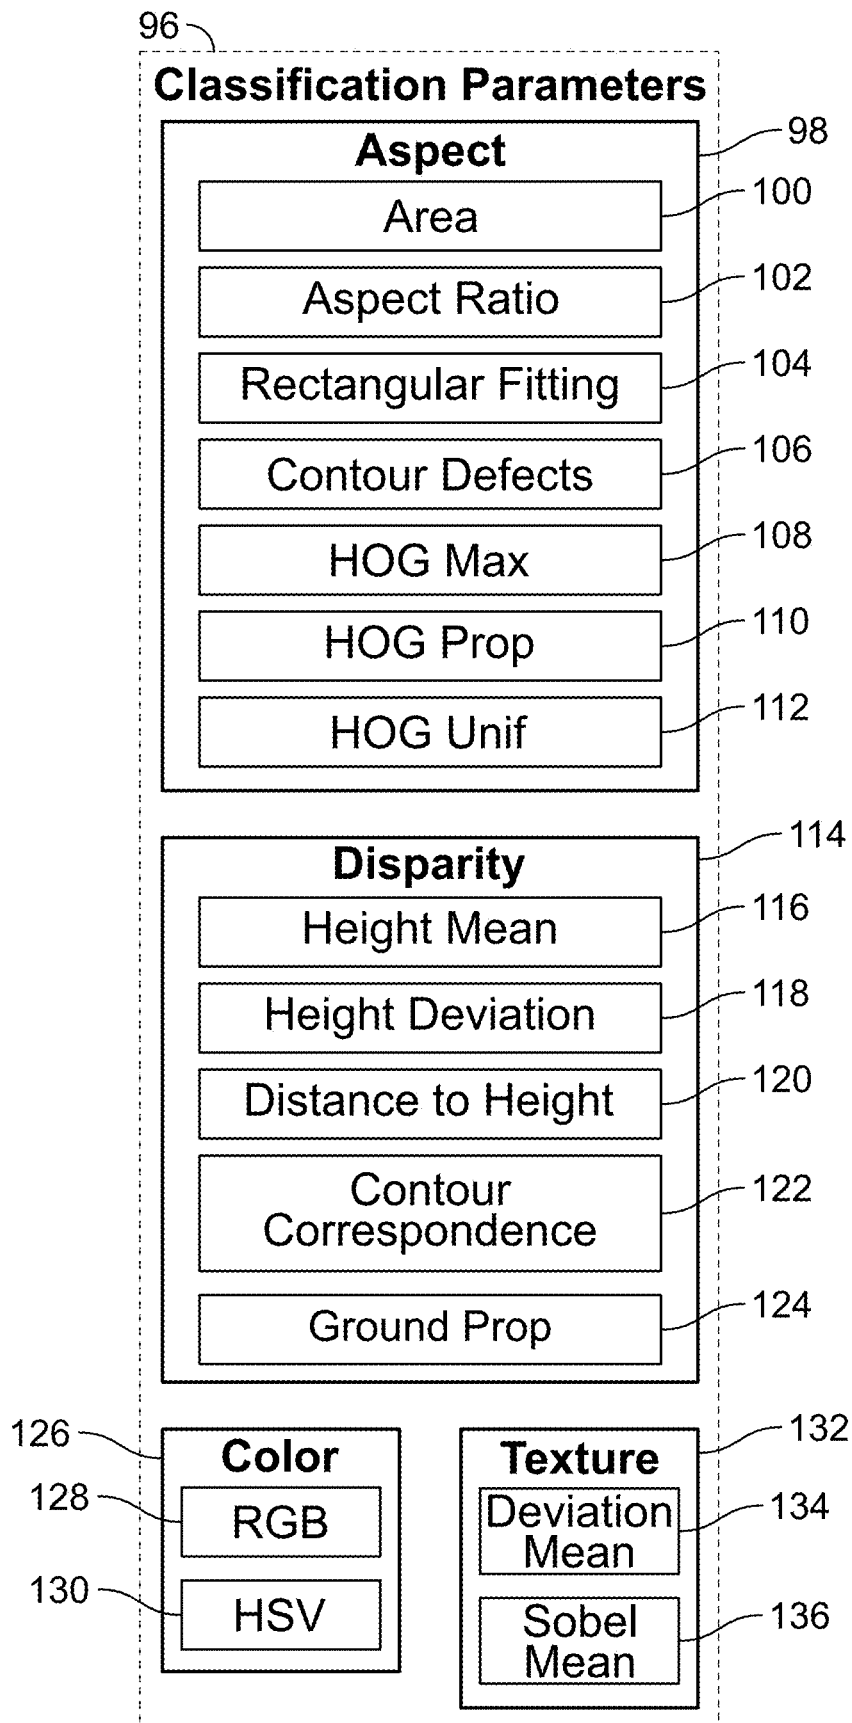 96
Classification Parameters
Aspect
98
Area
100
Aspect Ratio
102
Rectangular Fitting
104
Contour Defects
106
HOG Max
108
HOG Prop
110
HOG Unif
112
Disparity
114
Height Mean
116
Height Deviation
118
Distance to Height
120
Contour
Correspondence
122
Ground Prop
124
126
Color
128
RGB
130
HSV
Texture
132
Deviation
Mean
134
Sobel
Mean
136